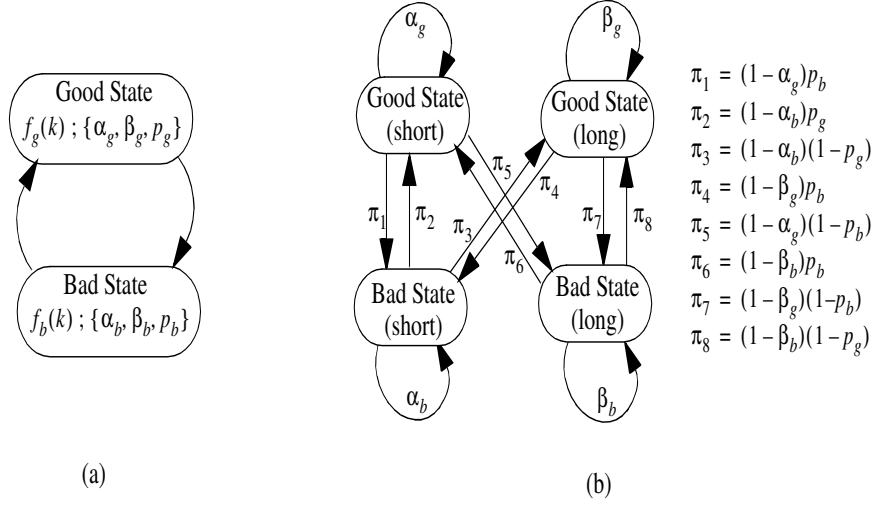 Good State
f_g(k) ; {α_g, β_g, p_g}
Bad State
f_b(k) ; {α_b, β_b, p_b}
(a)
α_g
β_g
Good State
(short)
Good State
(long)
π_1
π_2
π_3
π_4
π_5
π_6
π_7
π_8
Bad State
(short)
Bad State
(long)
α_b
β_b
(b)
π_1 = (1–α_g)p_b
π_2 = (1–α_b)p_g
π_3 = (1–α_b)(1–p_g)
π_4 = (1–β_g)p_b
π_5 = (1–α_g)(1–p_b)
π_6 = (1–β_b)p_b
π_7 = (1–β_g)(1–p_b)
π_8 = (1–β_b)(1–p_g)